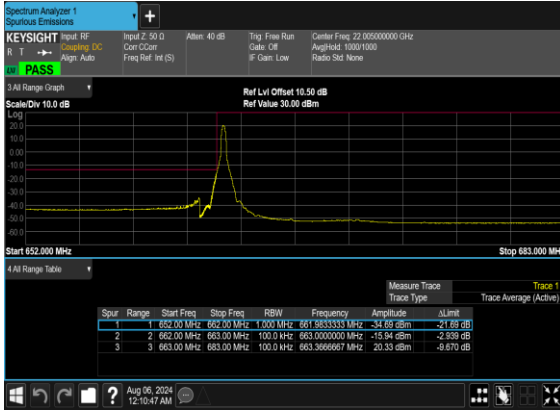 Spectrum Analyzer 1
Spurious Emissions
+
KEYSIGHT Input: RF Input Z: 50 Ω Atten: 40 dB Trig: Free Run Center Freq: 22.005000000 GHz
R T Coupling: DC Corr CCorr Gate: Off Avg|Hold: 1000/1000
Align: Auto Freq Ref: Int (S) IF Gain: Low Radio Std: None
PASS
3 All Range Graph
Ref Lvl Offset 10.50 dB
Scale/Div 10.0 dB Ref Value 30.00 dBm
Log
20.0
10.0
0.00
-10.0
-20.0
-30.0
-40.0
-50.0
-60.0
Start 652.000 MHz Stop 683.000 MH
4 All Range Table
Measure Trace Trace 1
Trace Type Trace Average (Active)
Spur Range Start Freq Stop Freq RBW Frequency Amplitude ΔLimit
1 1 652.00 MHz 662.00 MHz 1.000 MHz 661.9833333 MHz -34.69 dBm -21.69 dB
2 2 662.00 MHz 663.00 MHz 100.0 kHz 663.0000000 MHz -15.94 dBm -2.939 dB
3 3 663.00 MHz 683.00 MHz 100.0 kHz 663.3666667 MHz 20.33 dBm -9.670 dB
?
Aug 06, 2024
12:10:47 AM